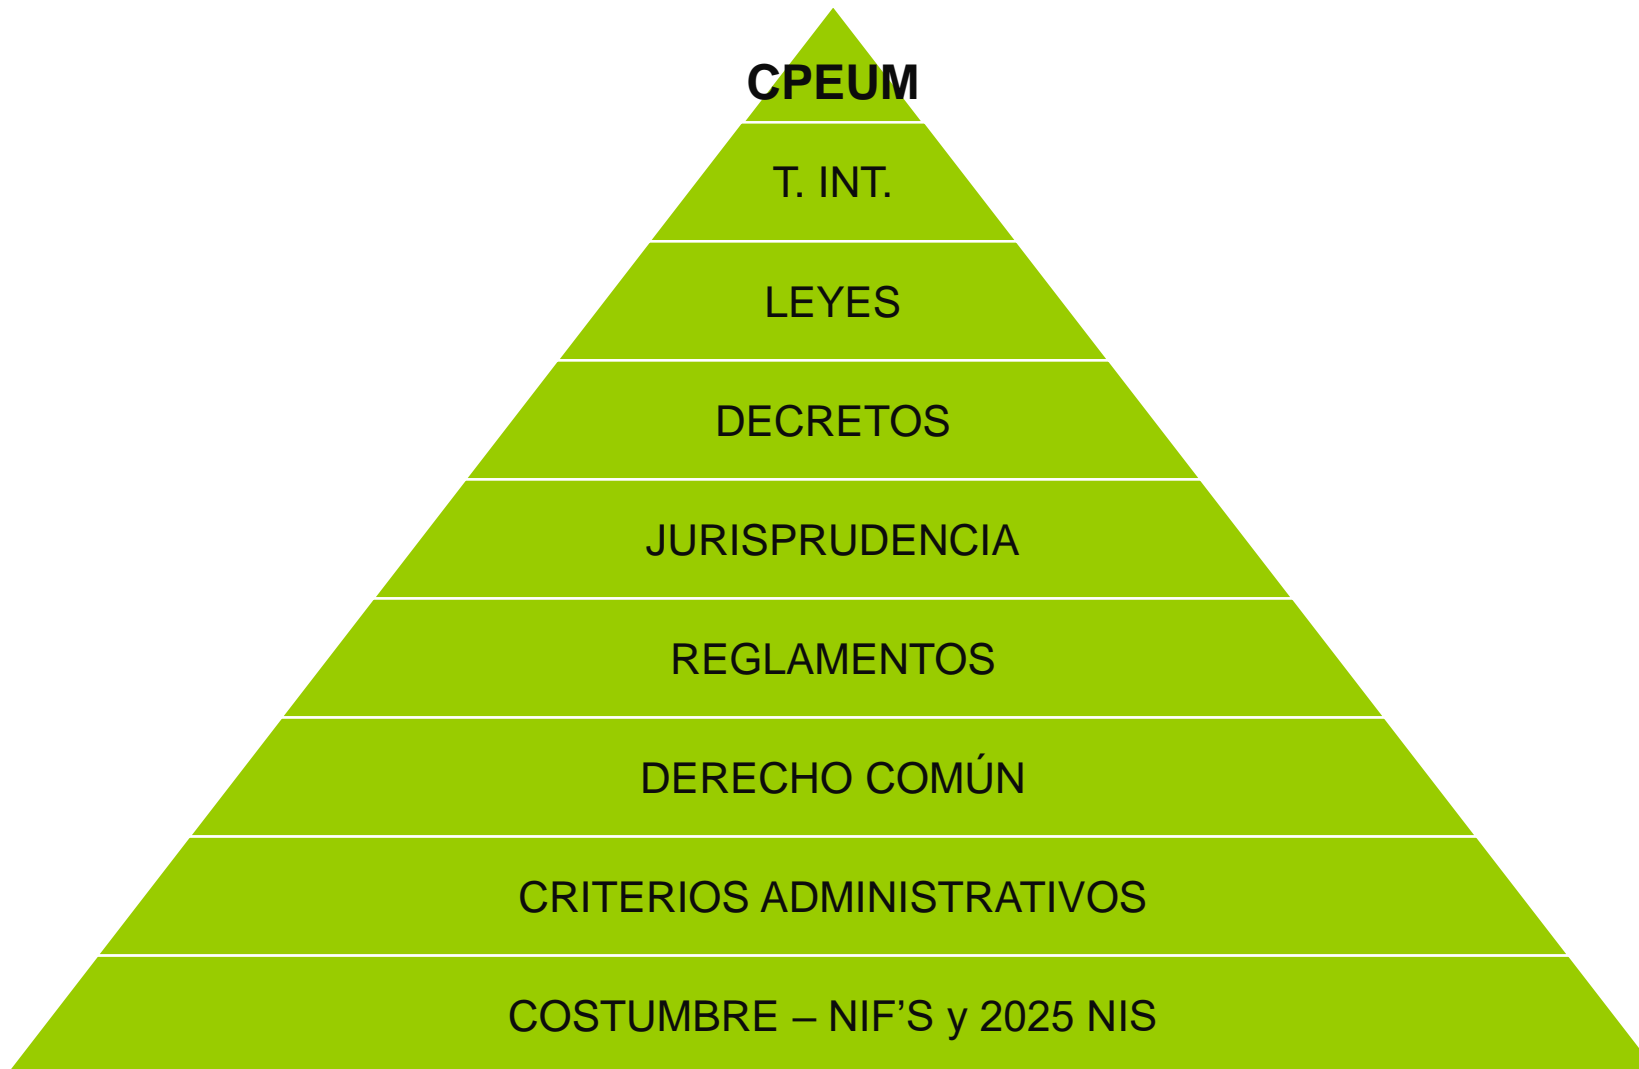 CPEUM
T. INT.
LEYES
DECRETOS
JURISPRUDENCIA
REGLAMENTOS
DERECHO COMÚN
CRITERIOS ADMINISTRATIVOS
COSTUMBRE – NIF’S y 2025 NIS